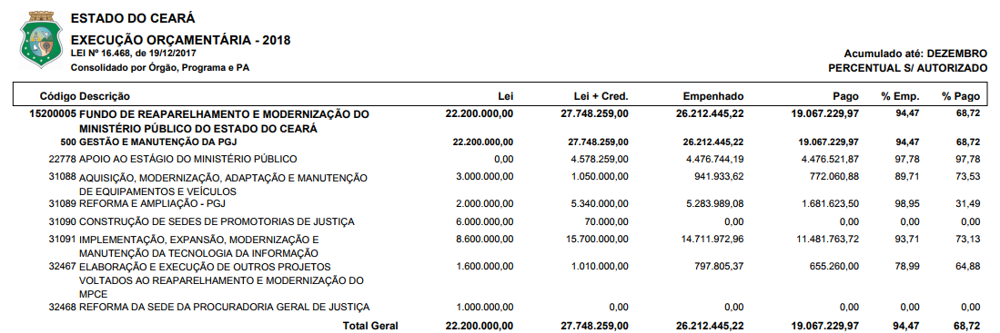 ESTADO DO CEARÁ
EXECUÇÃO ORÇAMENTÁRIA - 2018
LEI Nº 16.468, de 19/12/2017
Consolidado por Órgão, Programa e PA
Acumulado até: DEZEMBRO
PERCENTUAL S/ AUTORIZADO
Código Descrição Lei Lei + Cred. Empenhado Pago % Emp. % Pago
15200005 FUNDO DE REAPARELHAMENTO E MODERNIZAÇÃO DO 22.200.000,00 27.748.259,00 26.212.445,22 19.067.229,97 94,47 68,72
MINISTÉRIO PÚBLICO DO ESTADO DO CEARÁ
500 GESTÃO E MANUTENÇÃO DA PGJ 22.200.000,00 27.748.259,00 26.212.445,22 19.067.229,97 94,47 68,72
22778 APOIO AO ESTÁGIO DO MINISTÉRIO PÚBLICO 0,00 4.578.259,00 4.476.744,19 4.476.521,87 97,78 97,78
31088 AQUISIÇÃO, MODERNIZAÇÃO, ADAPTAÇÃO E MANUTENÇÃO 3.000.000,00 1.050.000,00 941.933,62 772.060,88 89,71 73,53
DE EQUIPAMENTOS E VEÍCULOS
31089 REFORMA E AMPLIAÇÃO - PGJ 2.000.000,00 5.340.000,00 5.283.989,08 1.681.623,50 98,95 31,49
31090 CONSTRUÇÃO DE SEDES DE PROMOTORIAS DE JUSTIÇA 6.000.000,00 70.000,00 0,00 0,00 0,00 0,00
31091 IMPLEMENTAÇÃO, EXPANSÃO, MODERNIZAÇÃO E 8.600.000,00 15.700.000,00 14.711.972,96 11.481.763,72 93,71 73,13
MANUTENÇÃO DA TECNOLOGIA DA INFORMAÇÃO
32467 ELABORAÇÃO E EXECUÇÃO DE OUTROS PROJETOS 1.600.000,00 1.010.000,00 797.805,37 655.260,00 78,99 64,88
VOLTADOS AO REAPARELHAMENTO E MODERNIZAÇÃO DO
MPCE
32468 REFORMA DA SEDE DA PROCURADORIA GERAL DE JUSTIÇA 1.000.000,00 0,00 0,00 0,00 0,00 0,00
Total Geral 22.200.000,00 27.748.259,00 26.212.445,22 19.067.229,97 94,47 68,72